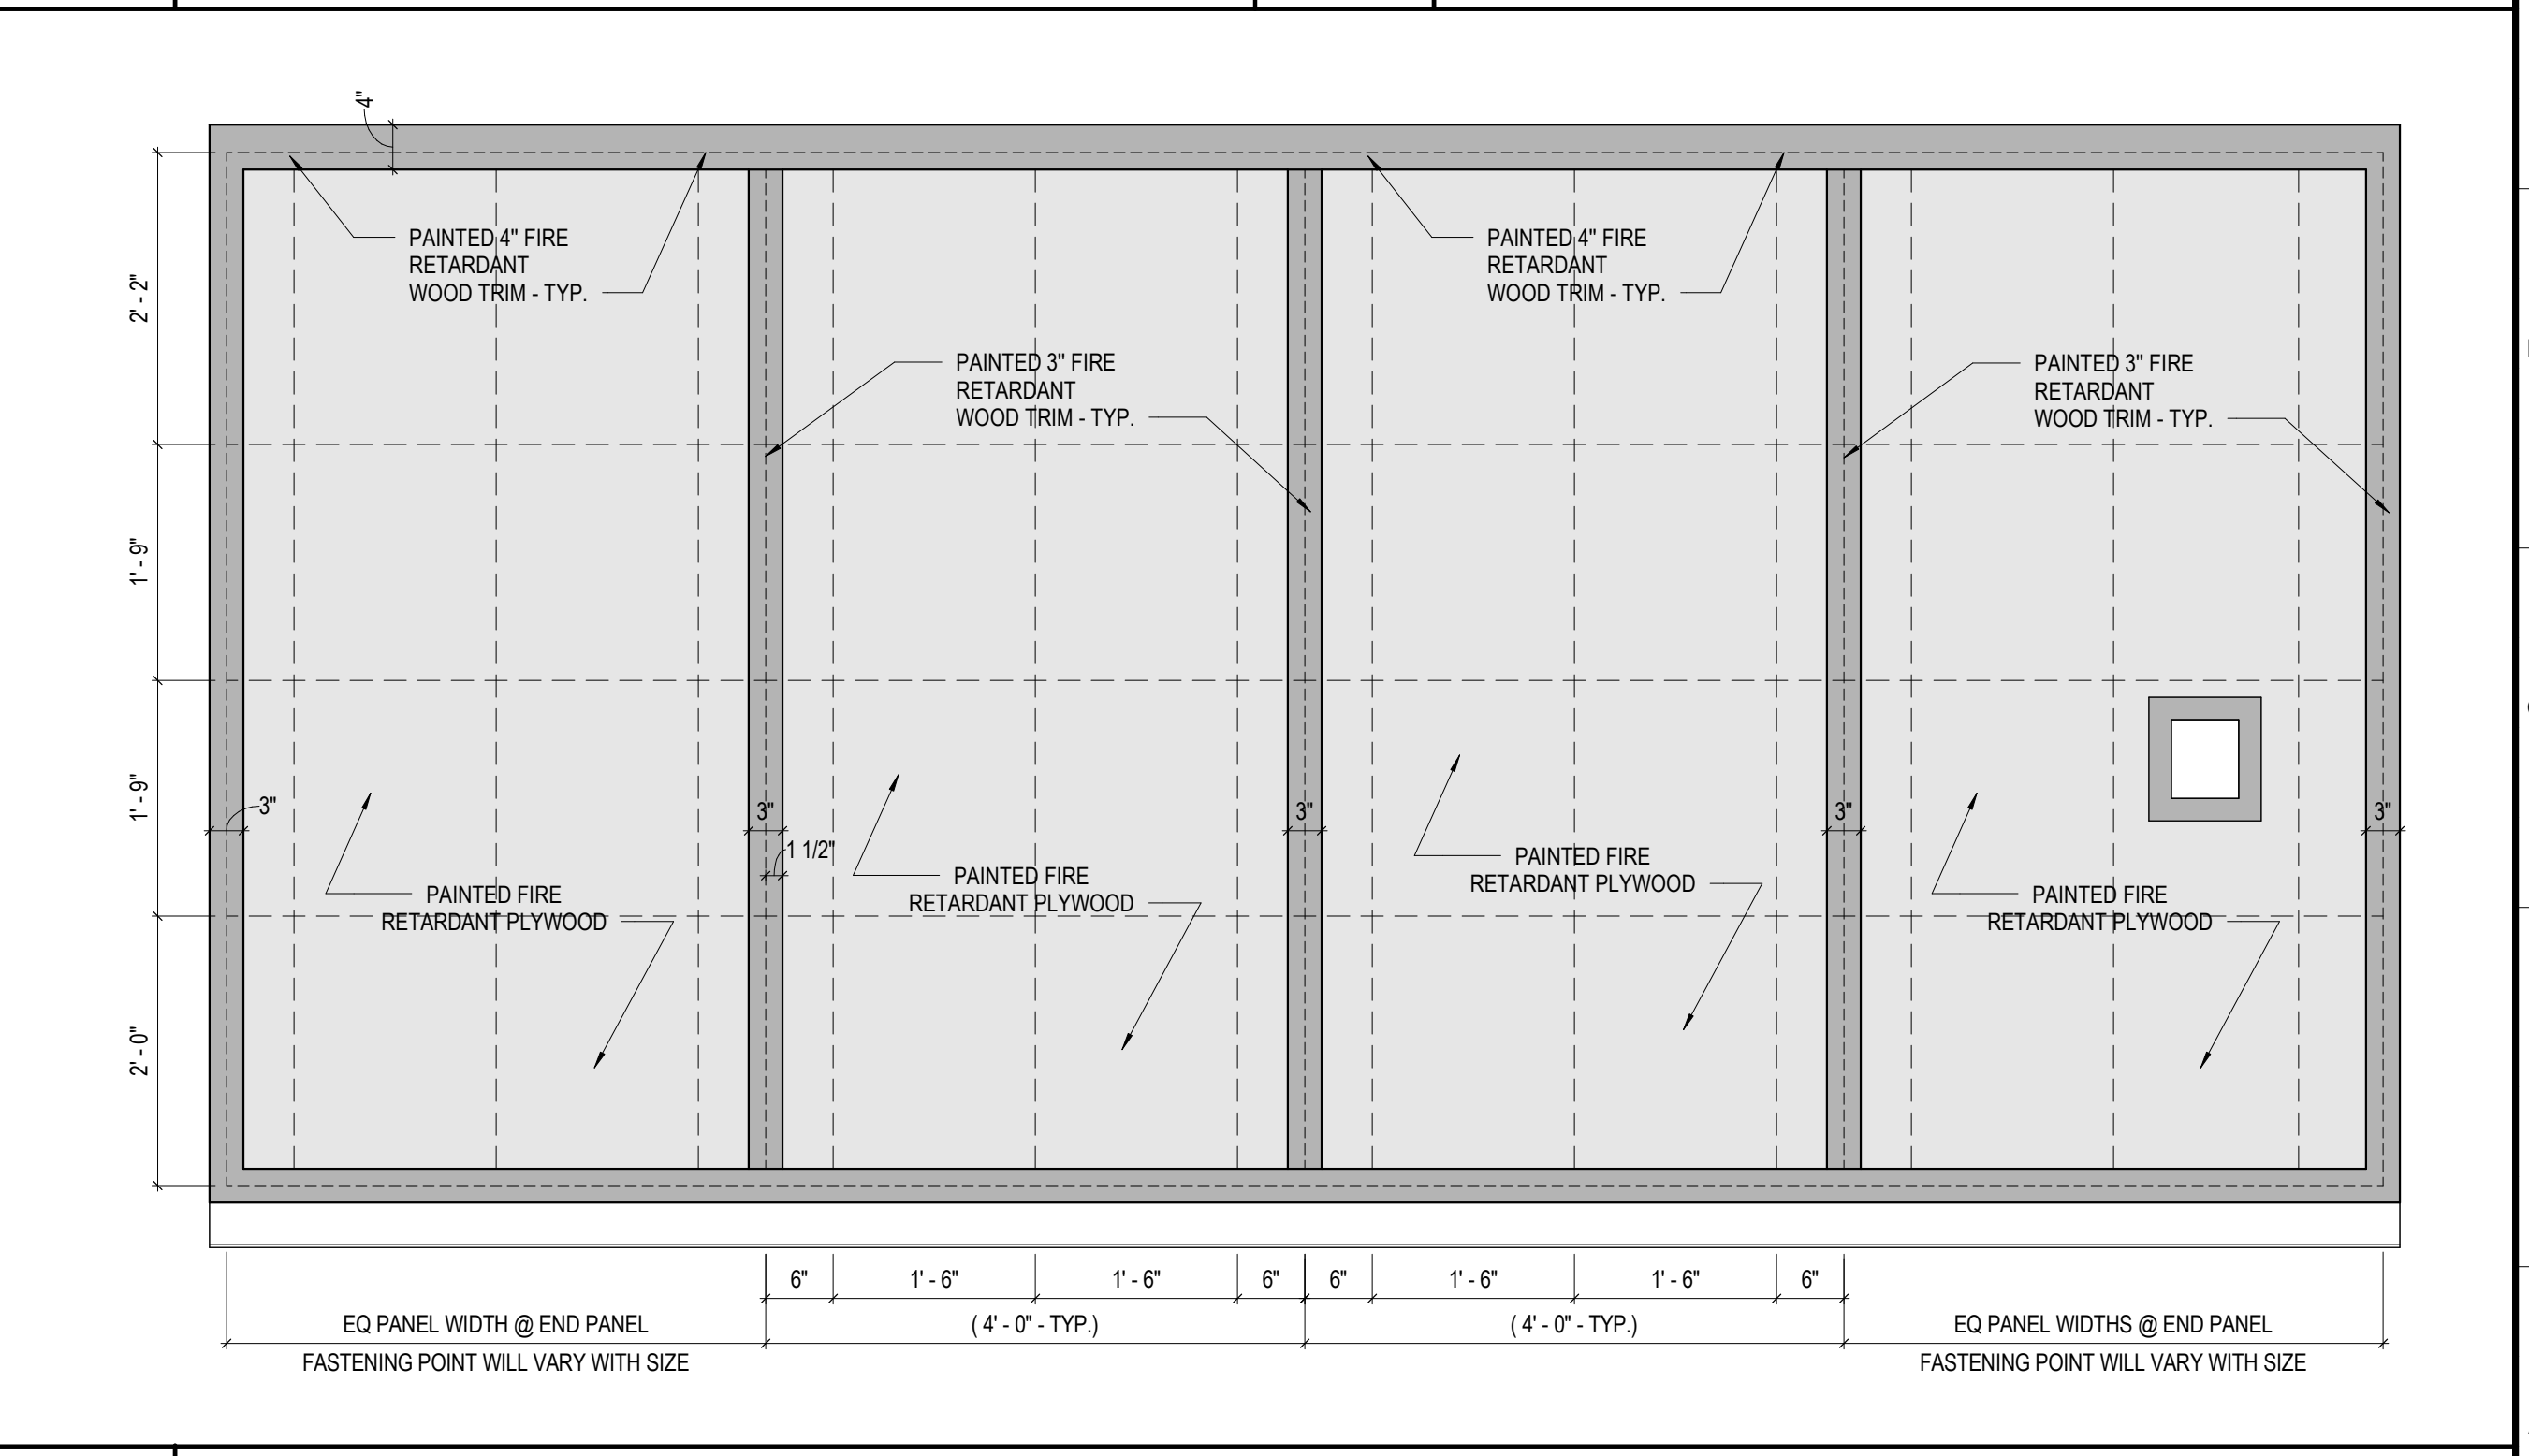 4"
PAINTED 4" FIRE
RETARDANT
WOOD TRIM - TYP.
PAINTED 4" FIRE
RETARDANT
WOOD TRIM - TYP.
2' - 2"
PAINTED 3" FIRE
RETARDANT
WOOD TRIM - TYP.
PAINTED 3" FIRE
RETARDANT
WOOD TRIM - TYP.
1' - 9"
1' - 9"
3"
3"
3"
3"
3"
1 1/2"
PAINTED FIRE
RETARDANT PLYWOOD
PAINTED FIRE
RETARDANT PLYWOOD
PAINTED FIRE
RETARDANT PLYWOOD
PAINTED FIRE
RETARDANT PLYWOOD
2' - 0"
6" 1' - 6" 1' - 6" 6" 6" 1' - 6" 1' - 6" 6"
EQ PANEL WIDTH @ END PANEL
( 4' - 0" - TYP.)
( 4' - 0" - TYP.)
EQ PANEL WIDTHS @ END PANEL
FASTENING POINT WILL VARY WITH SIZE
FASTENING POINT WILL VARY WITH SIZE